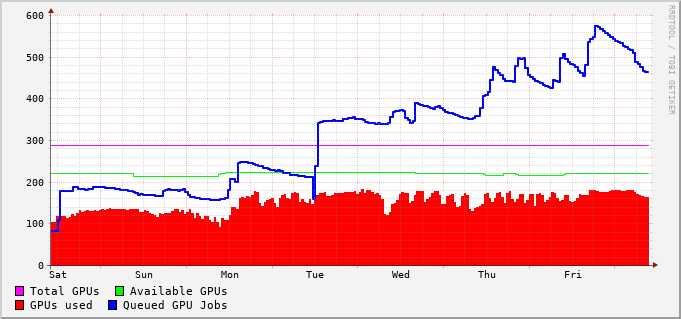 RRDTOOL / TOBI OETIKER
600
500
400
300
200
100
0
Sat Sun Mon Tue Wed Thu Fri
Total GPUs Available GPUs
GPUs used Queued GPU Jobs